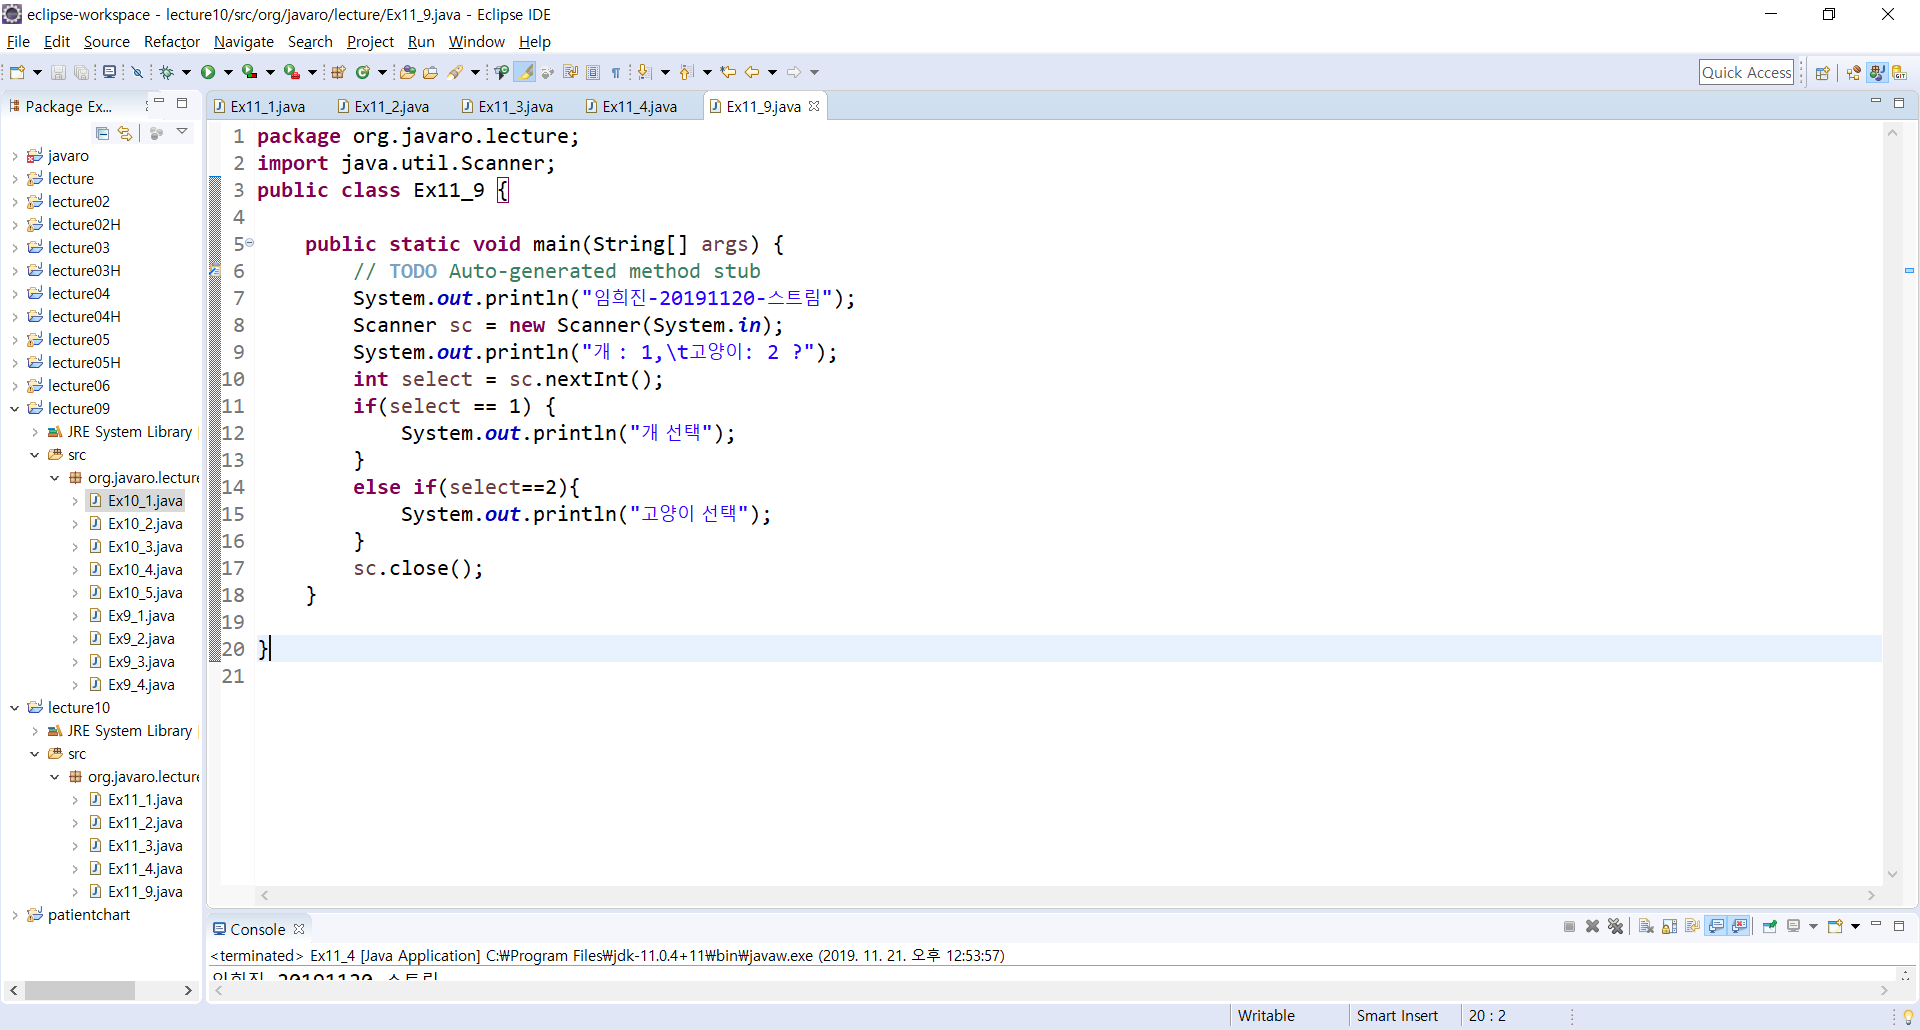 eclipse-workspace - lecture10/src/org/javaro/lecture/Ex11_9.java - Eclipse IDE
File Edit Source Refactor Navigate Search Project Run Window Help
Quick Access
Package Ex...
javaro
lecture
lecture02
lecture02H
lecture03
lecture03H
lecture04
lecture04H
lecture05
lecture05H
lecture06
lecture09
JRE System Library
src
org.javaro.lecture
Ex10_1.java
Ex10_2.java
Ex10_3.java
Ex10_4.java
Ex10_5.java
Ex9_1.java
Ex9_2.java
Ex9_3.java
Ex9_4.java
lecture10
JRE System Library
src
org.javaro.lecture
Ex11_1.java
Ex11_2.java
Ex11_3.java
Ex11_4.java
Ex11_9.java
patientchart
Ex11_1.java Ex11_2.java Ex11_3.java Ex11_4.java Ex11_9.java
1 package org.javaro.lecture;
2 import java.util.Scanner;
3 public class Ex11_9 {
4
5 public static void main(String[] args) {
6 // TODO Auto-generated method stub
7 System.out.println("임희진-20191120-스트림");
8 Scanner sc = new Scanner(System.in);
9 System.out.println("개 : 1,\t고양이: 2 ?");
10 int select = sc.nextInt();
11 if(select == 1) {
12 System.out.println("개 선택");
13 }
14 else if(select==2){
15 System.out.println("고양이 선택");
16 }
17 sc.close();
18 }
19
20 }
21
Console
<terminated> Ex11_4 [Java Application] C:₩Program Files₩jdk-11.0.4+11₩bin₩javaw.exe (2019. 11. 21. 오후 12:53:57)
임희진-20191120-스트림
Writable Smart Insert 20 : 2